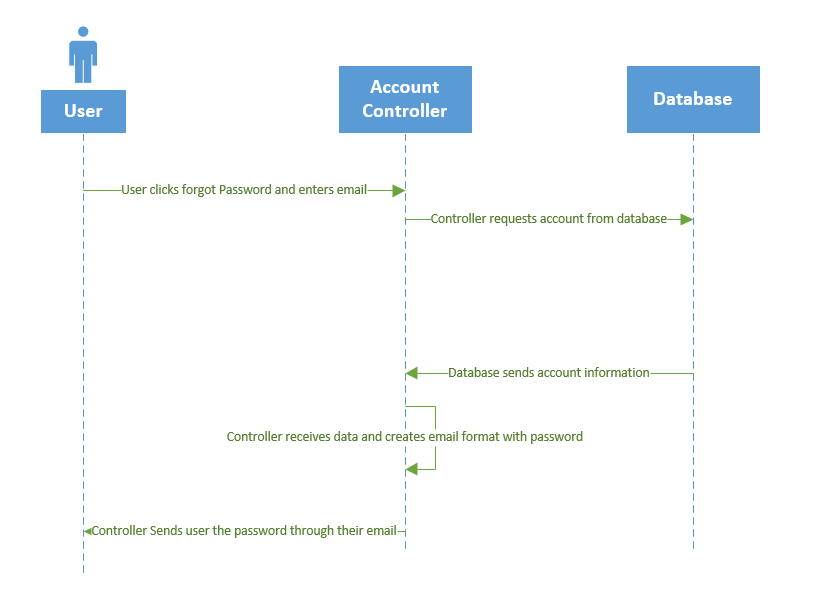 User
Account
Controller
Database
User clicks forgot Password and enters email
Controller requests account from database
Database sends account information
Controller receives data and creates email format with password
Controller Sends user the password through their email